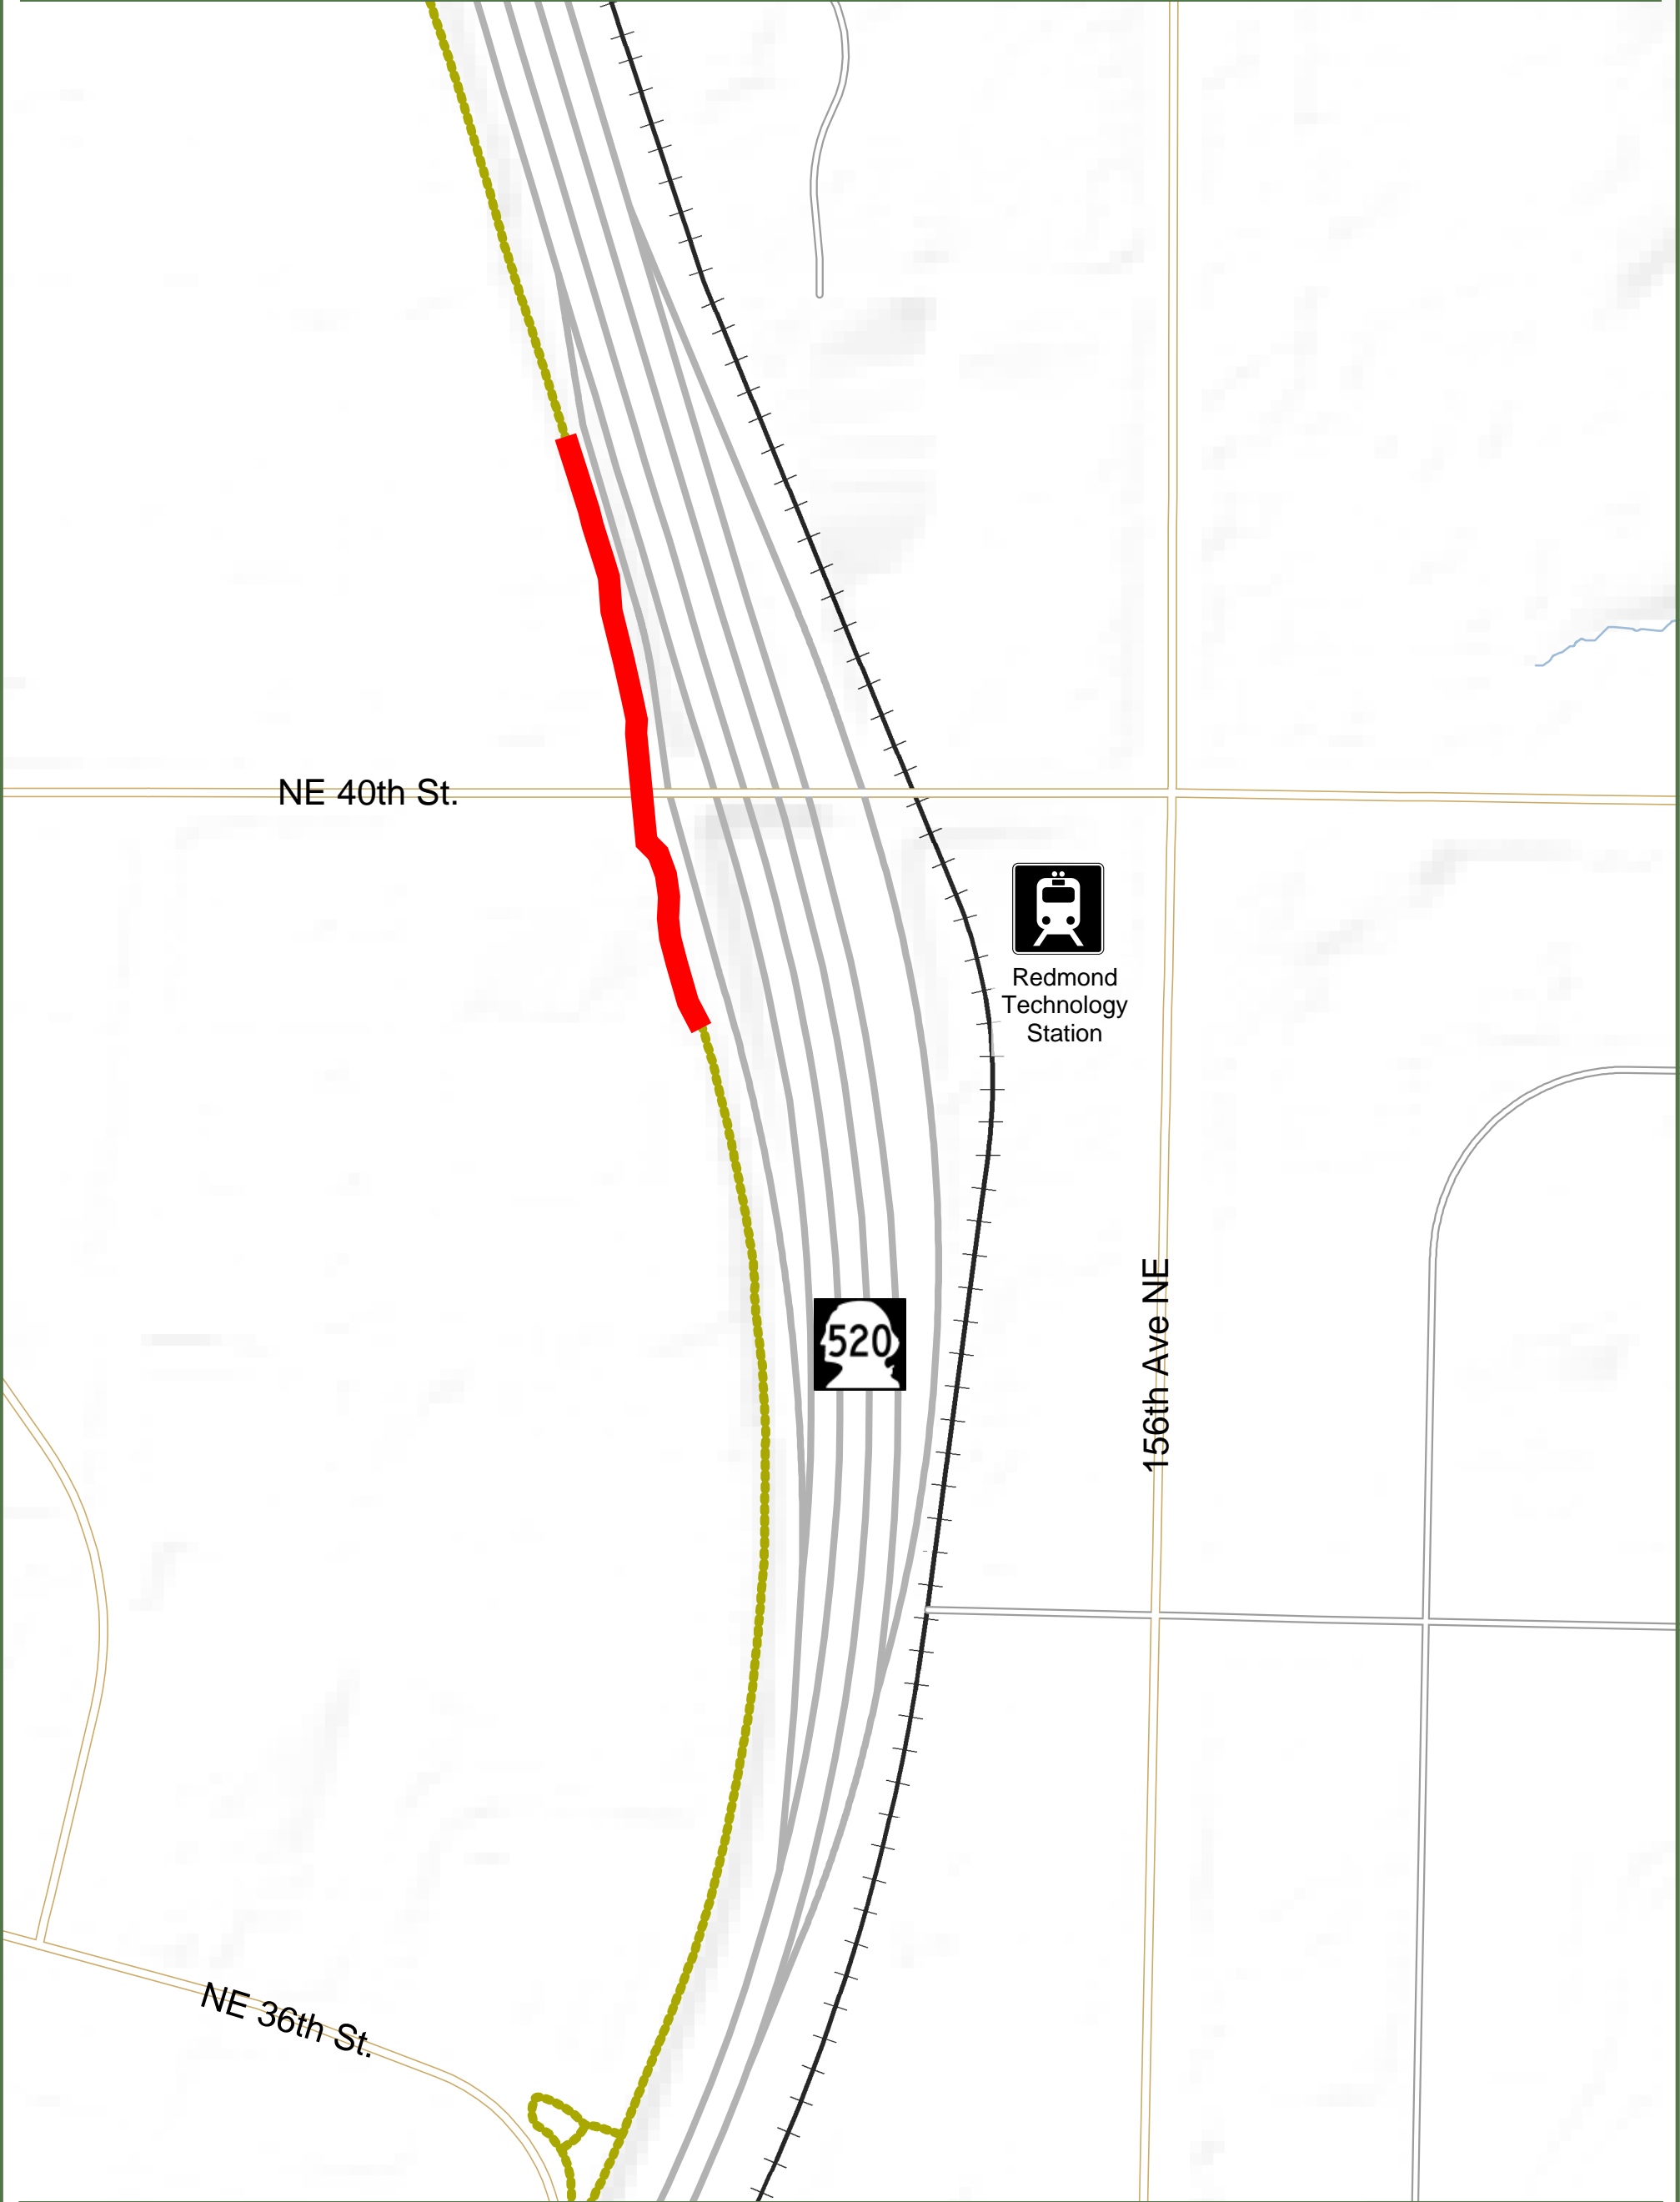 NE 40th St.
Redmond
Technology
Station
156th Ave NE
520
NE 36th St.